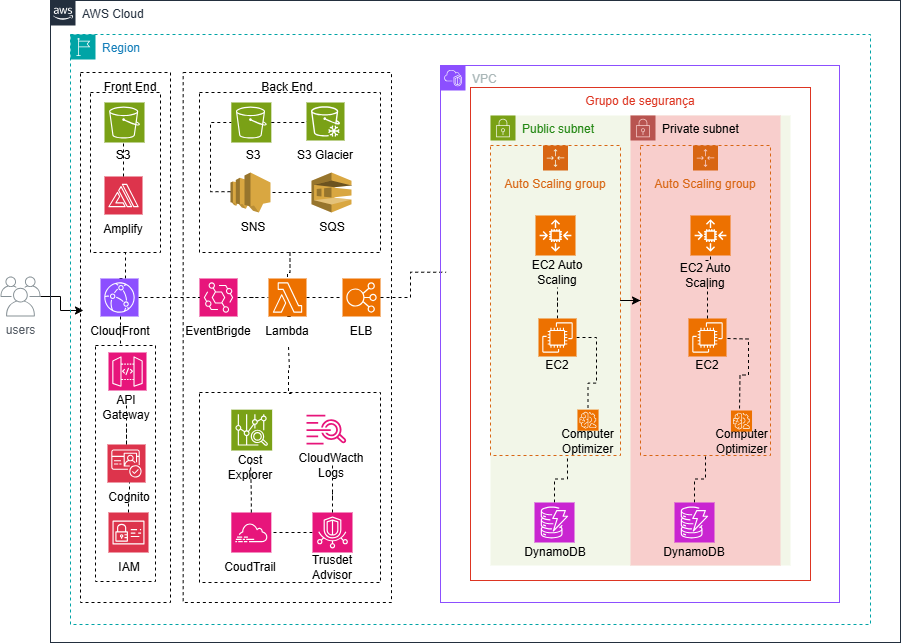 aws
AWS Cloud
Region
Front End
S3
Amplify
users
CloudFront
API
Gateway
Cognito
IAM
Back End
S3
S3 Glacier
SNS
SQS
EventBrigde
Lambda
ELB
Cost
Explorer
CloudWacth
Logs
CoudTrail
Trusdet
Advisor
VPC
Grupo de segurança
Public subnet
Auto Scaling group
EC2 Auto
Scaling
EC2
Computer
Optimizer
DynamoDB
Private subnet
Auto Scaling group
EC2 Auto
Scaling
EC2
Computer
Optimizer
DynamoDB